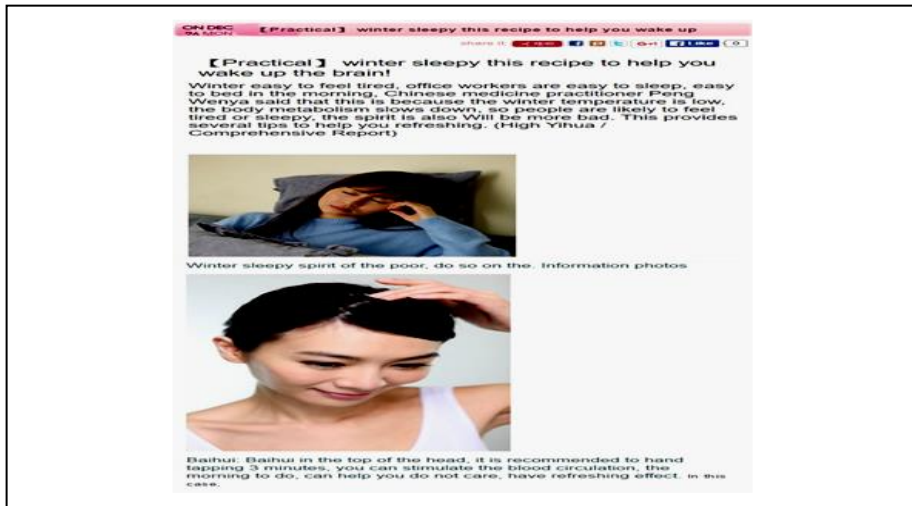 ON DEC
26 MON
【Practical】 winter sleepy this recipe to help you wake up
share it
Like
0
【Practical】 winter sleepy this recipe to help you
wake up the brain!
Winter easy to feel tired, office workers are easy to sleep, easy
to bed in the morning, Chinese medicine practitioner Peng
Wenya said that this is because the winter temperature is low,
the body metabolism slows down, so people are likely to feel
tired or sleepy, the spirit is also Will be more bad. This provides
several tips to help you refreshing. (High Yihua /
Comprehensive Report)
Winter sleepy spirit of the poor, do so on the. Information photos
Baihui: Baihui in the top of the head, it is recommended to hand
tapping 3 minutes, you can stimulate the blood circulation, the
morning to do, can help you do not care, have refreshing effect. In this
case,